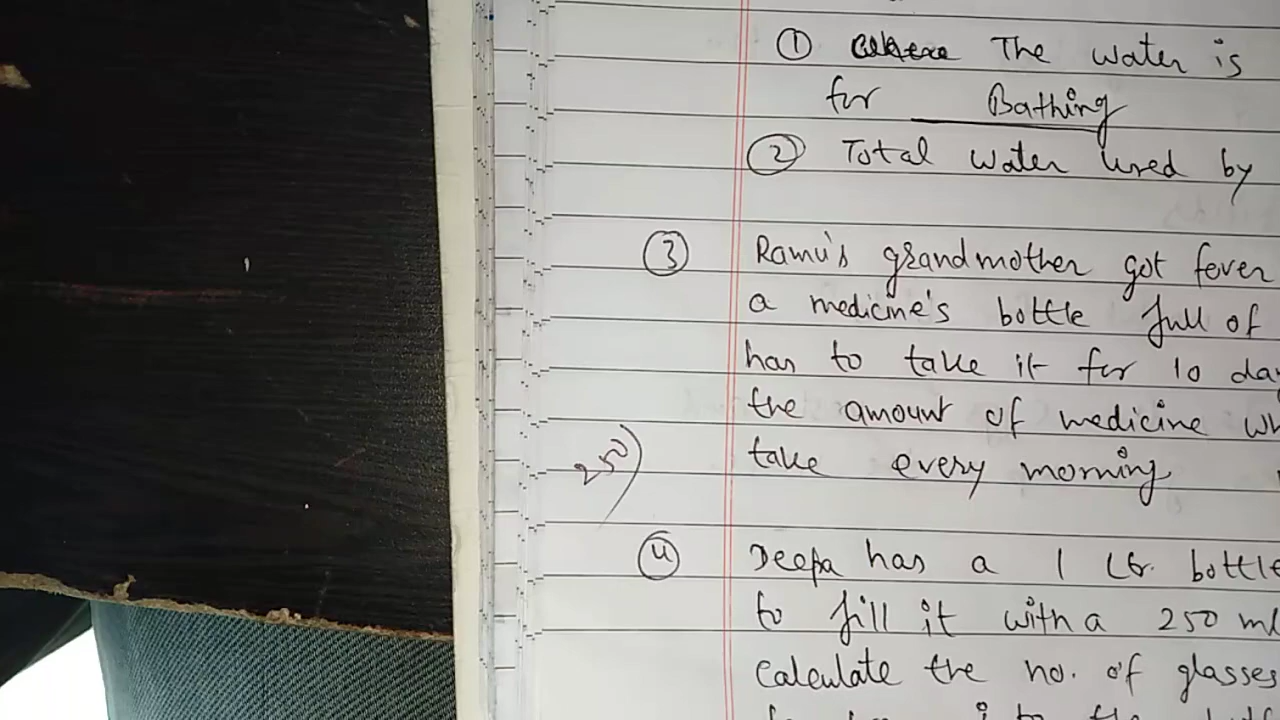 ① The water is
for Bathing
② Total water used by
③ Ramu's grandmother got fever
a medicine's bottle full of
has to take it for 10
the amount of medicine
take every morning
250)
④ Deepa has a 1 Ltr. bottle
to fill it with a 250 ml
Calculate the no. of glasses